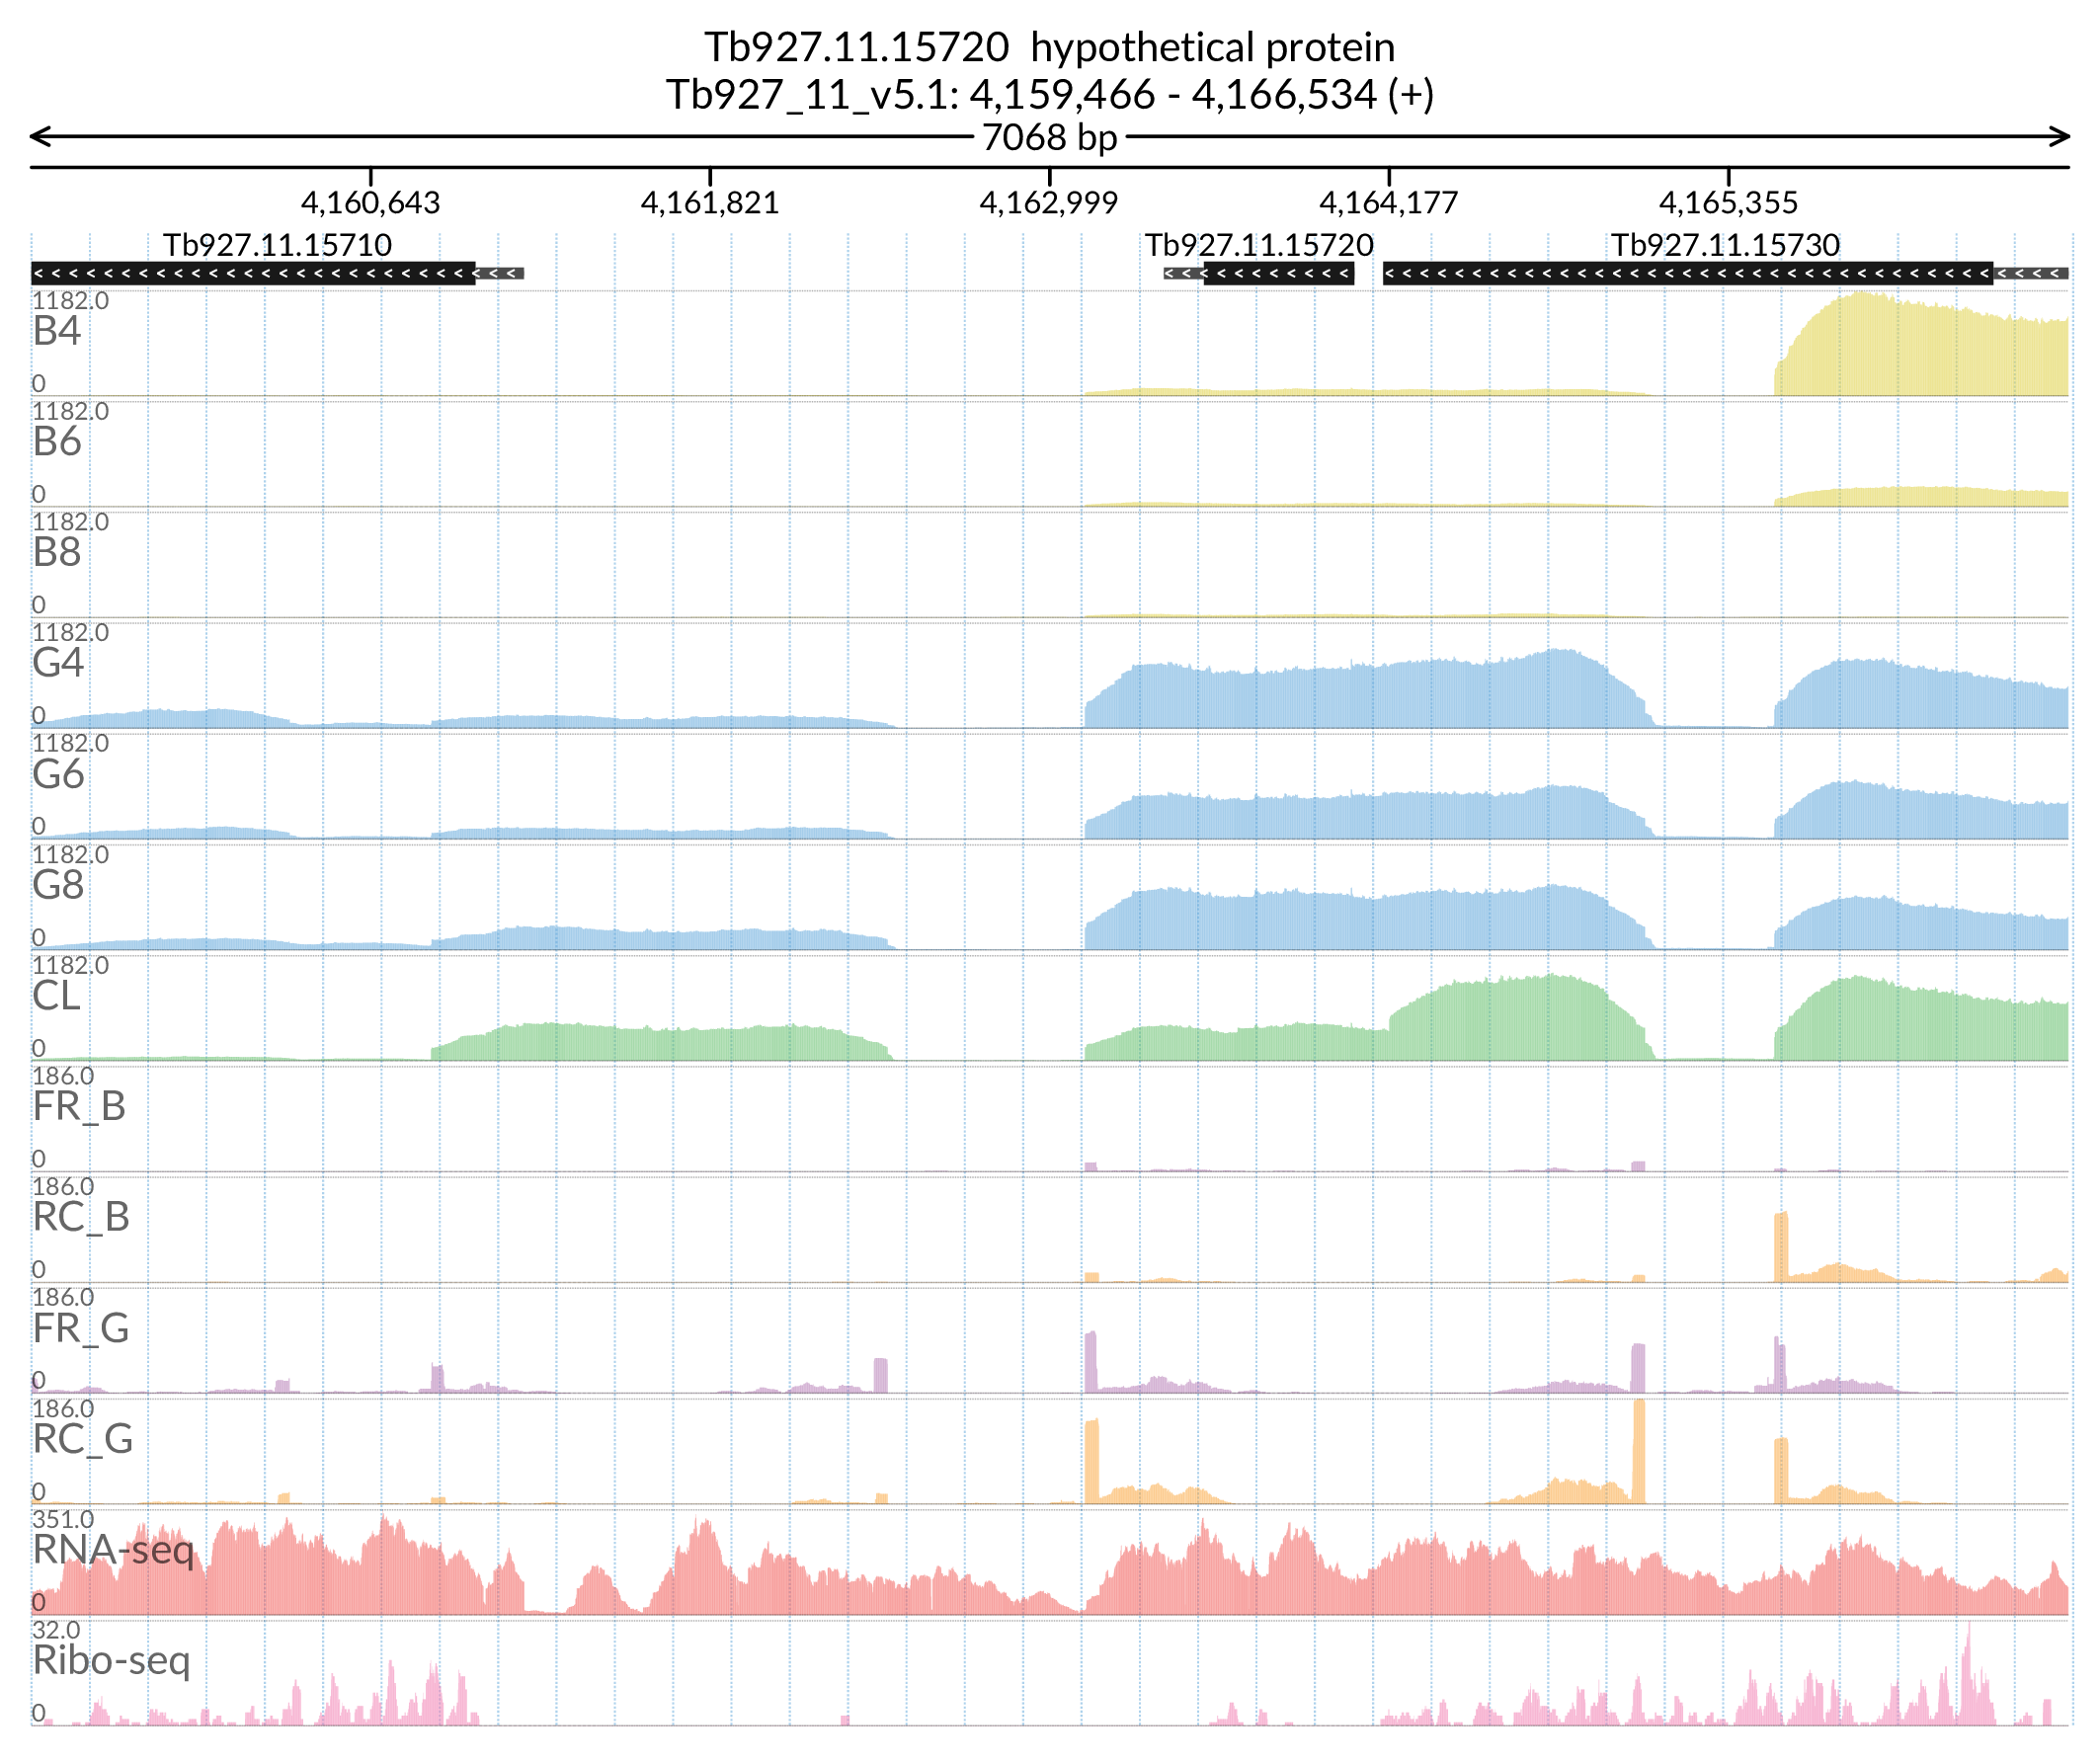 Tb927.11.15720 hypothetical protein
Tb927_11_v5.1: 4,159,466 - 4,166,534 (+)
7068 bp
4,160,643 4,161,821 4,162,999 4,164,177 4,165,355
Tb927.11.15710 Tb927.11.15720 Tb927.11.15730
1182.0
B4
0
1182.0
B6
0
1182.0
B8
0
1182.0
G4
0
1182.0
G6
0
1182.0
G8
0
1182.0
CL
0
186.0
FR_B
0
186.0
RC_B
0
186.0
FR_G
0
186.0
RC_G
0
351.0
RNA-seq
0
32.0
Ribo-seq
0